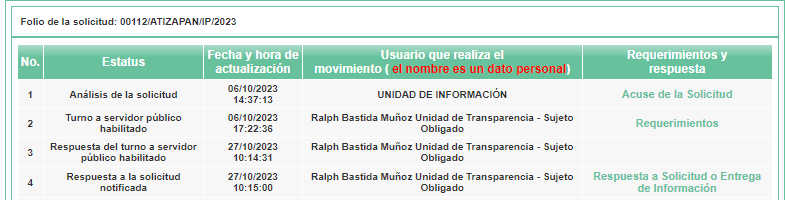 Folio de la solicitud: 00112/ATIZAPAN/IP/2023
No. Estatus Fecha y hora de actualización Usuario que realiza el movimiento ( el nombre es un dato personal) Requerimientos y respuesta
1 Análisis de la solicitud 06/10/2023 14:37:13 UNIDAD DE INFORMACIÓN Acuse de la Solicitud
2 Turno a servidor público habilitado 06/10/2023 17:22:36 Ralph Bastida Muñoz Unidad de Transparencia - Sujeto Obligado Requerimientos
3 Respuesta del turno a servidor público habilitado 27/10/2023 10:14:31 Ralph Bastida Muñoz Unidad de Transparencia - Sujeto Obligado
4 Respuesta a la solicitud notificada 27/10/2023 10:15:00 Ralph Bastida Muñoz Unidad de Transparencia - Sujeto Obligado Respuesta a Solicitud o Entrega de Información